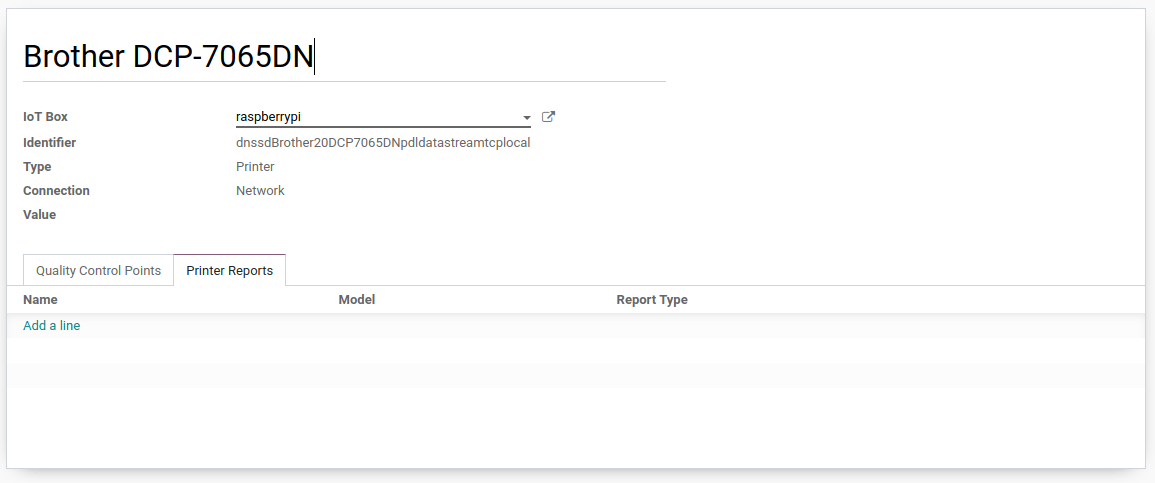 Brother DCP-7065DN
IoT Box raspberrypi
Identifier dnssdBrother20DCP7065DNpdldatastreamtcplocal
Type Printer
Connection Network
Value
Quality Control Points Printer Reports
Name Model Report Type
Add a line